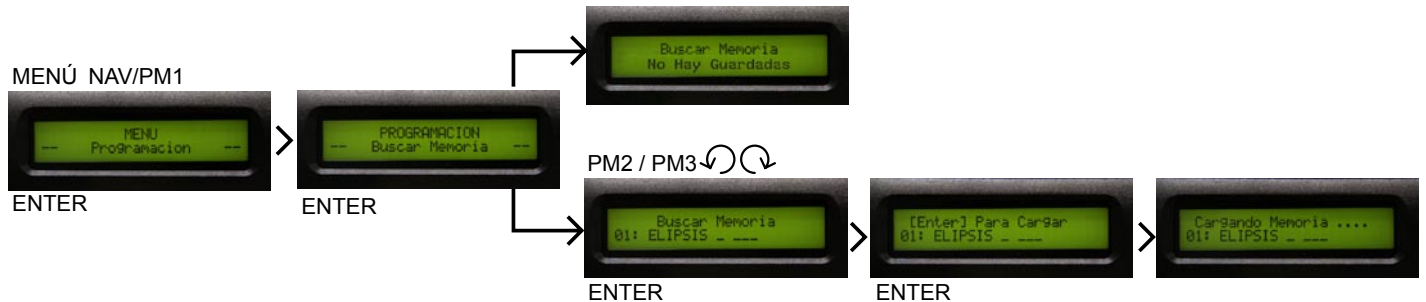 Buscar Memoria
No Hay Guardadas
MENÚ NAV/PM1
MENU
-- Programacion --
ENTER
PROGRAMACION
-- Buscar Memoria --
ENTER
PM2 / PM3
Buscar Memoria
01: ELIPSIS _ ___
ENTER
[Enter] Para Cargar
01: ELIPSIS _ ___
ENTER
Cargando Memoria ....
01: ELIPSIS _ ___